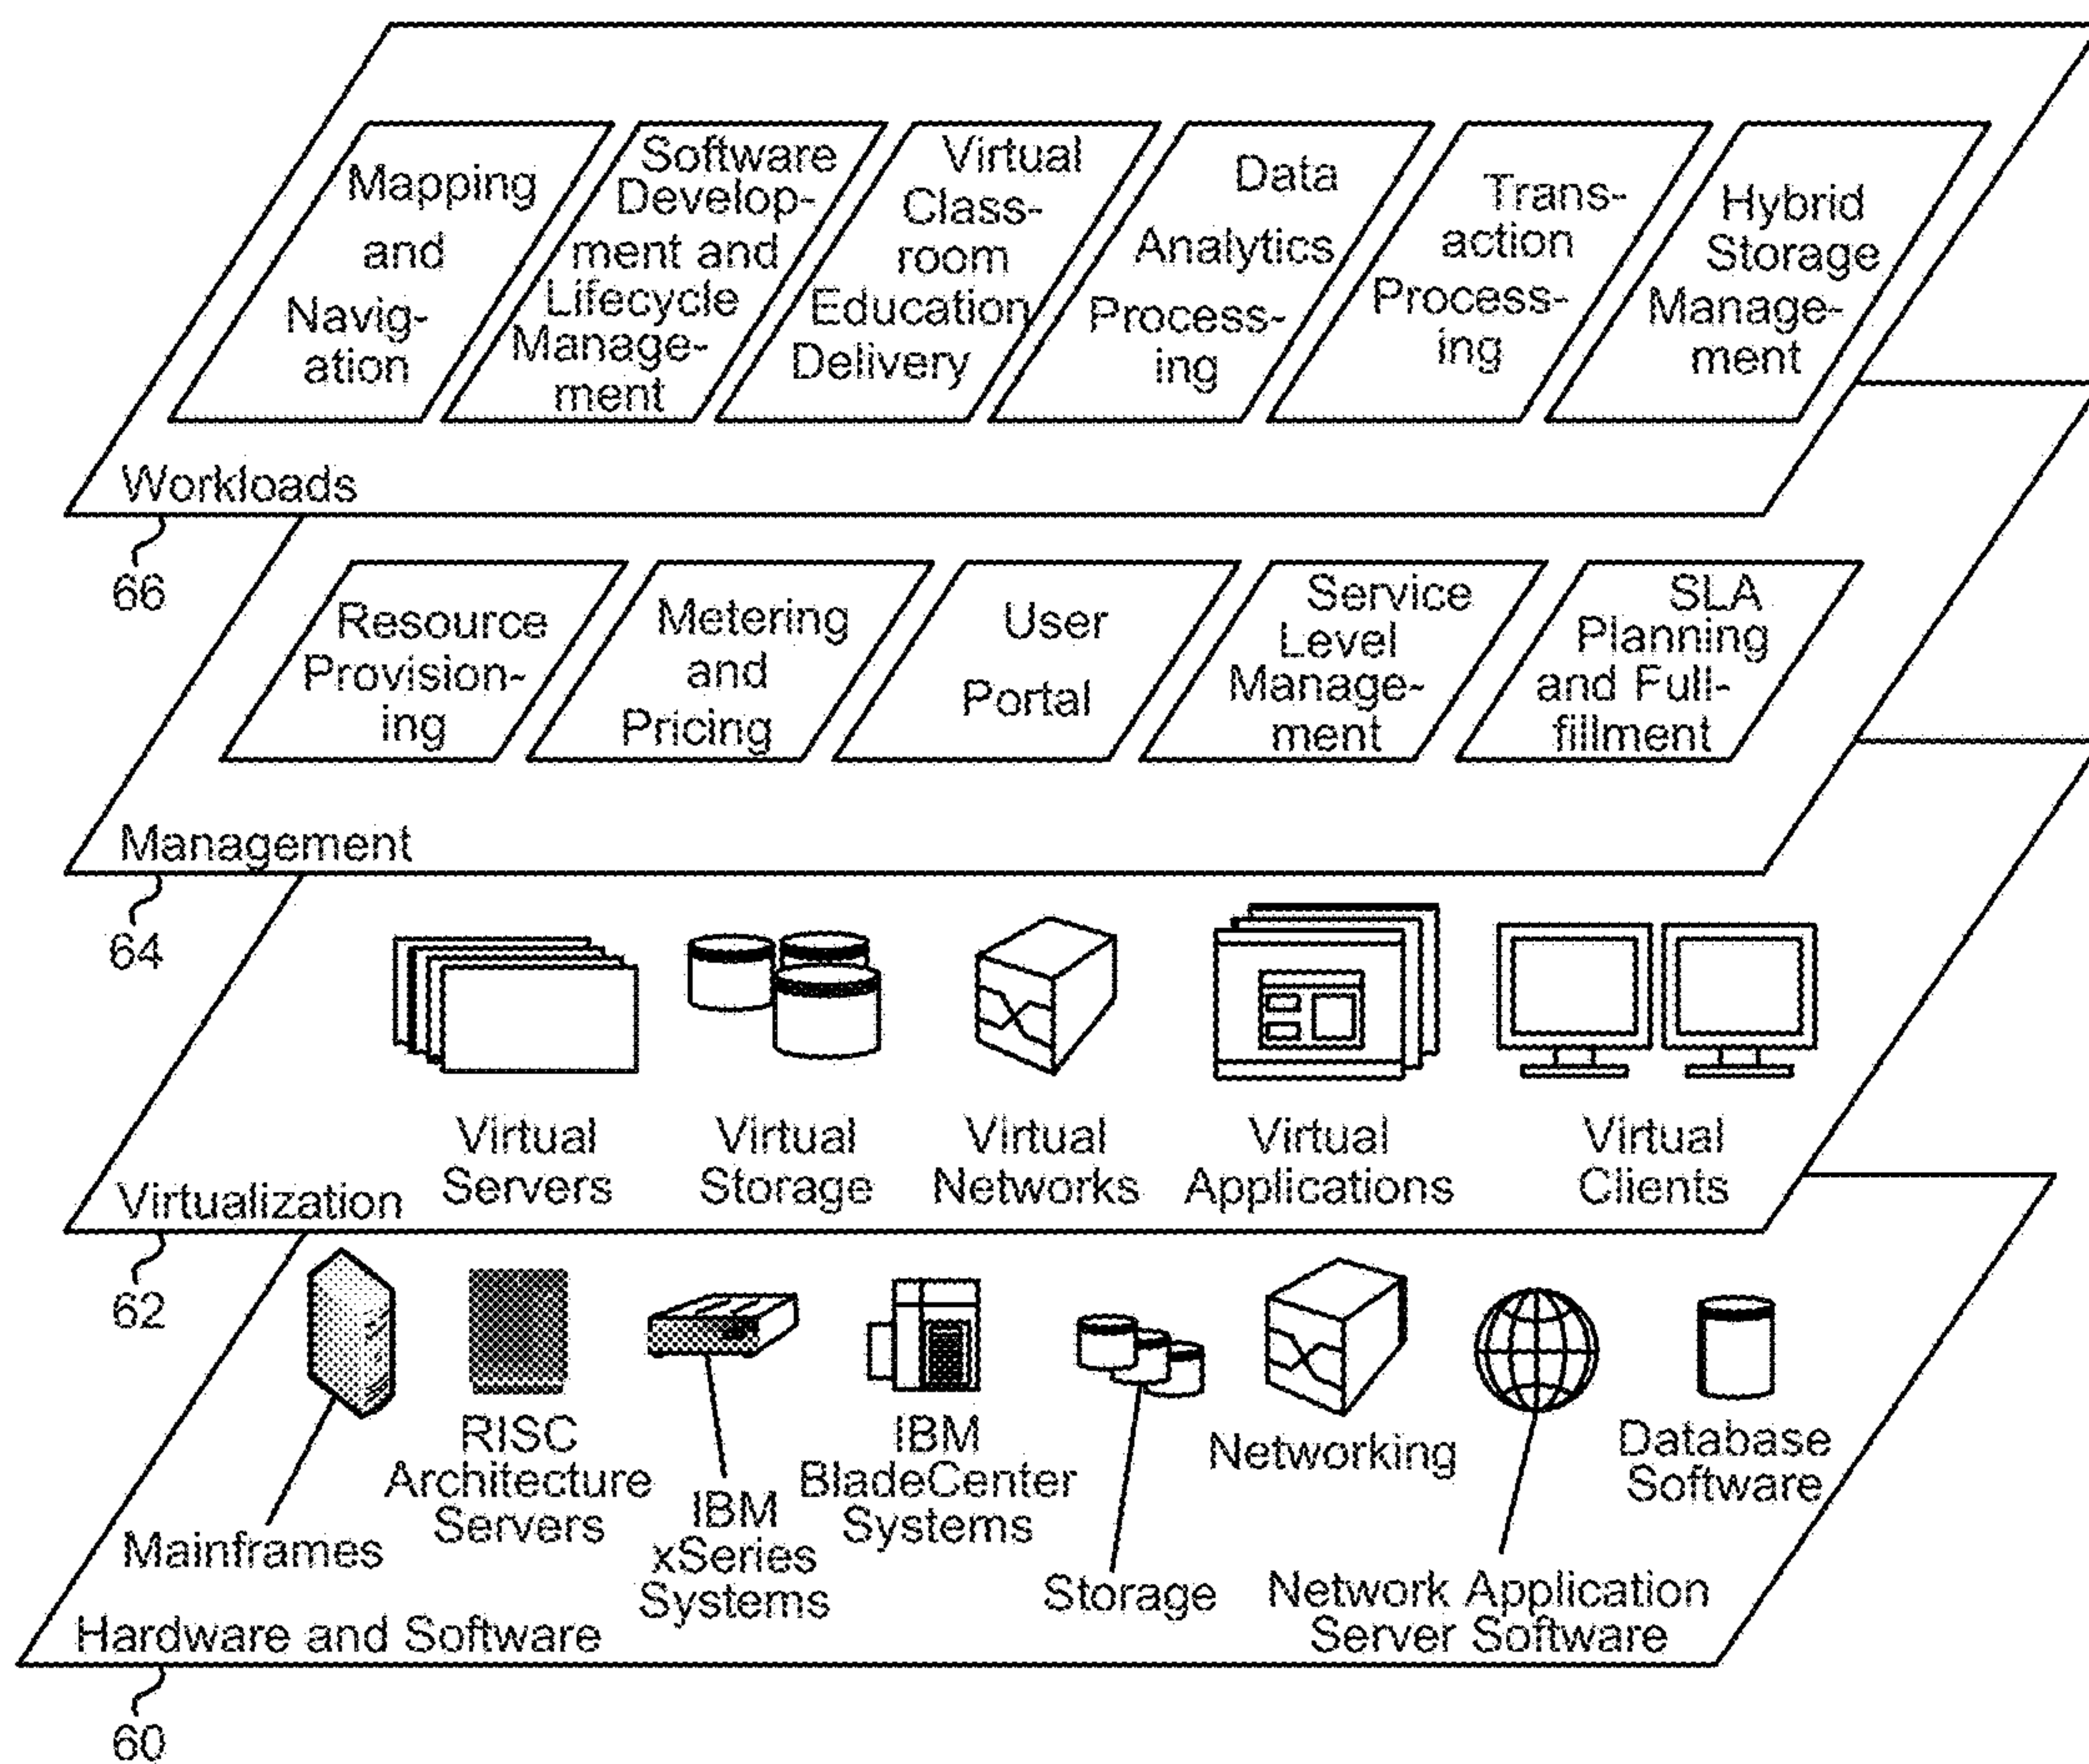 Mapping
and
Navig-
ation
Software
Develop-
ment and
Lifecycle
Manage-
ment
Virtual
Class-
room
Education
Delivery
Data
Analytics
Process-
ing
Trans-
action
Process-
ing
Hybrid
Storage
Manage-
ment
Workloads
66
Resource
Provision-
ing
Metering
and
Pricing
User
Portal
Service
Level
Manage-
ment
SLA
Planning
and Full-
fillment
Management
64
Virtual
Servers
Virtual
Storage
Virtual
Networks
Virtual
Applications
Virtual
Clients
Virtualization
62
Mainframes
RISC
Architecture
Servers
IBM
xSeries
Systems
IBM
BladeCenter
Systems
Storage
Networking
Network Application
Server Software
Database
Software
Hardware and Software
60